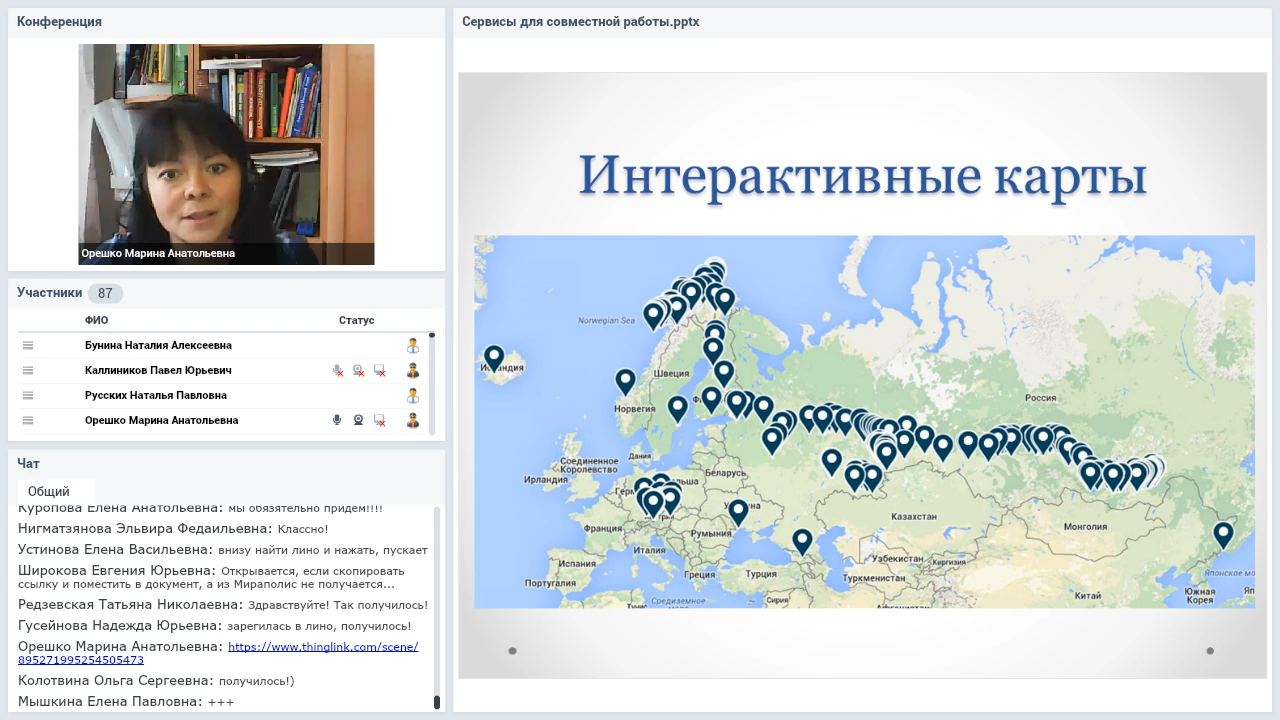 Конференция
Орешко Марина Анатольевна
Участники 87
ФИО Статус
Бунина Наталия Алексеевна
Каллиников Павел Юрьевич
Русских Наталья Павловна
Орешко Марина Анатольевна
Чат
Общий
Куропова Елена Анатольевна: мы обязательно придем!!!!
Нигматзянова Эльвира Федаильевна: Классно!
Устинова Елена Васильевна: внизу найти лино и нажать, пускает
Широкова Евгения Юрьевна: Открывается, если скопировать
ссылку и поместить в документ, а из Мираполис не получается...
Редзевская Татьяна Николаевна: Здравствуйте! Так получилось!
Гусейнова Надежда Юрьевна: зарегилась в лино, получилось!
Орешко Марина Анатольевна: https://www.thinglink.com/scene/
895271995254505473
Колотвина Ольга Сергеевна: получилось!)
Мышкина Елена Павловна: +++
Сервисы для совместной работы.pptx
Интерактивные карты
Norwegian Sea
Швеция
Норвегия
Россия
Дания
Соединенное
Королевство
Ирландия
Беларусь
Франция
Румыния
Италия
Испания
Португалия
Греция
Турция
Сирия
Средиземное
Казахстан
Узбекистан
Киргизия
Туркменистан
Афганистан
Монголия
Китай
Южная
Корея
Японское мо